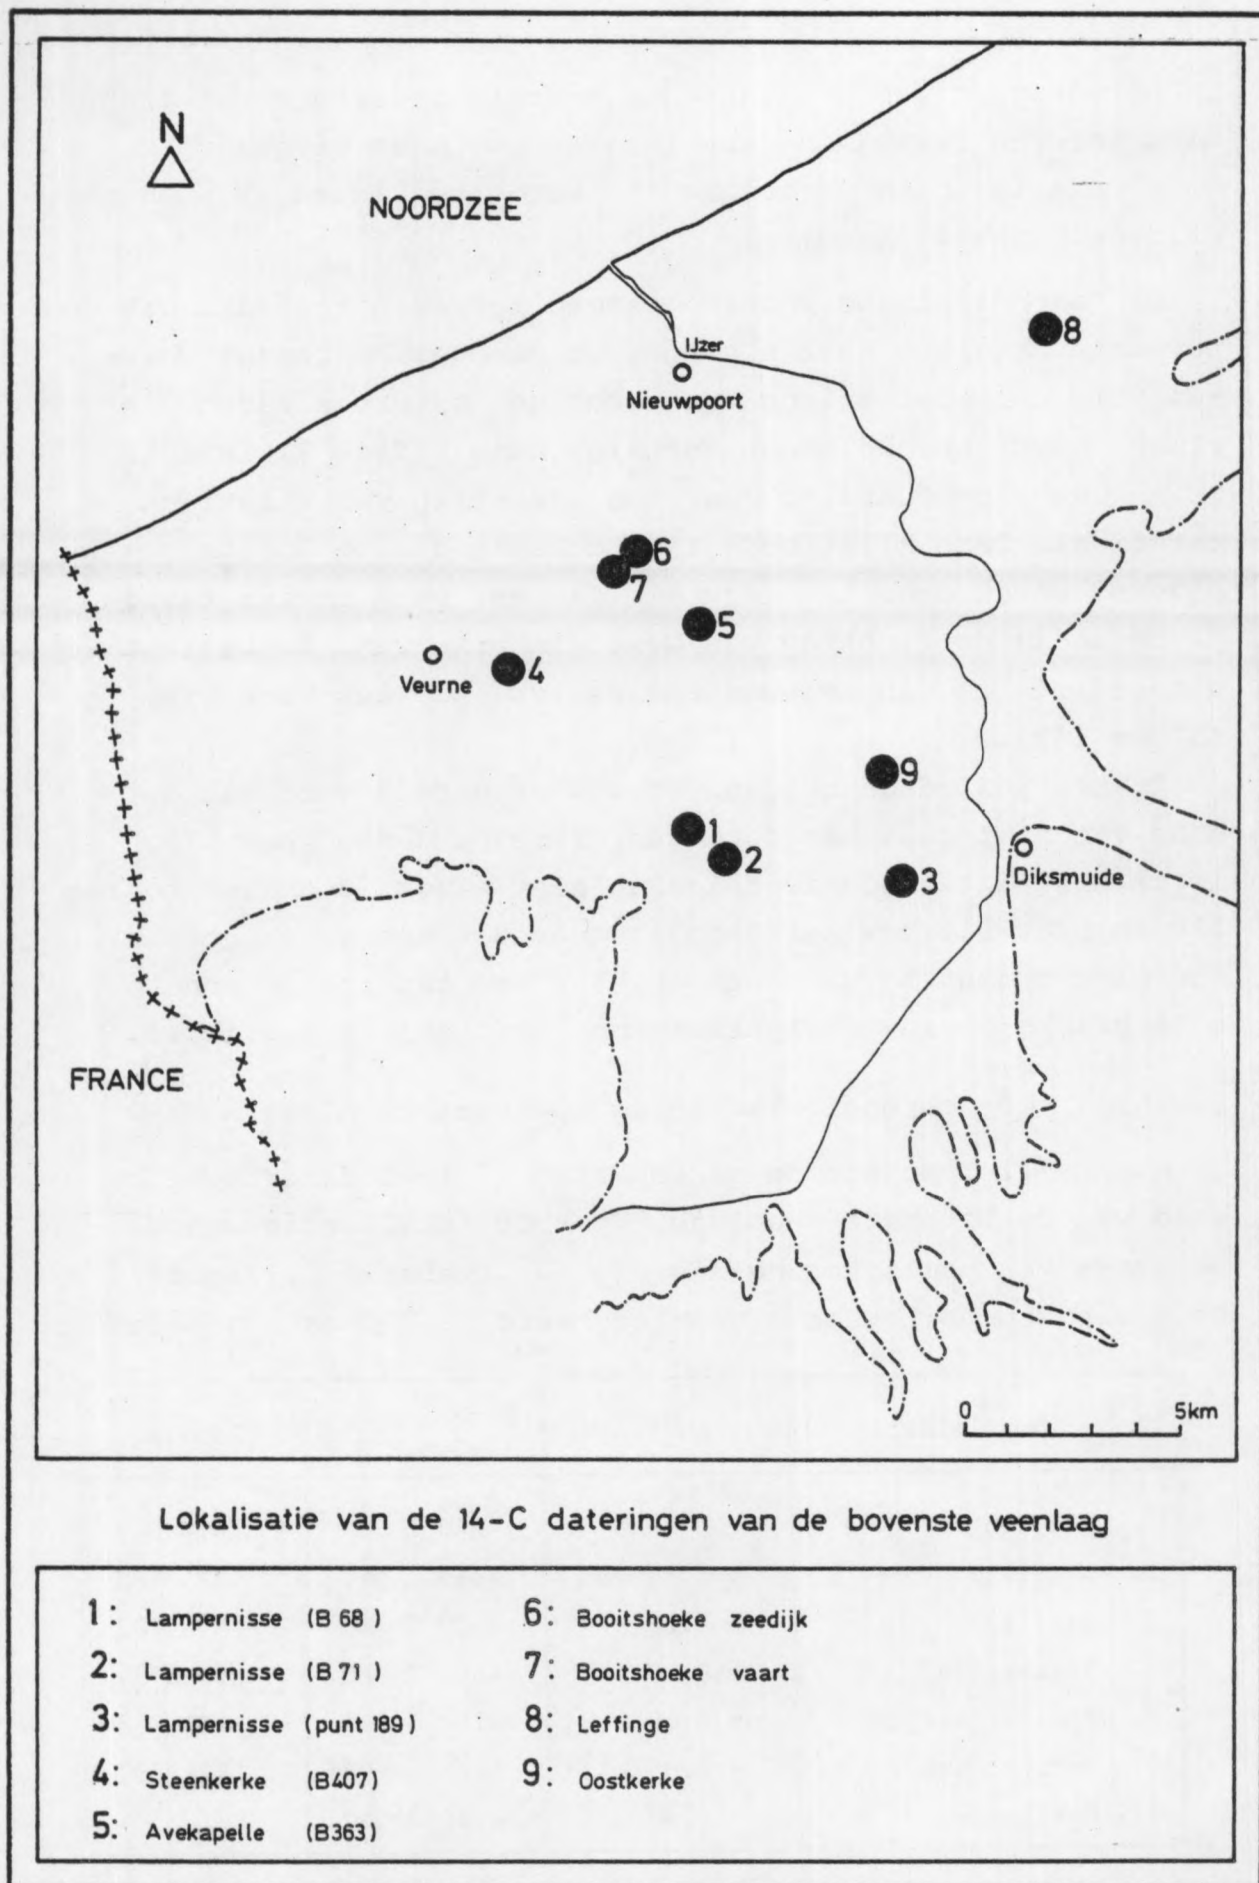 N
NOORDZEE
8
IJzer
Nieuwpoort
6
7
5
Veurne
4
9
1
2
3
Diksmuide
FRANCE
0 5km
Lokalisatie van de 14-C dateringen van de bovenste veenlaag
1: Lampernisse (B 68)
2: Lampernisse (B 71)
3: Lampernisse (punt 189)
4: Steenkerke (B407)
5: Avekapelle (B363)
6: Booitshoeke zeedijk
7: Booitshoeke vaart
8: Leffinge
9: Oostkerke